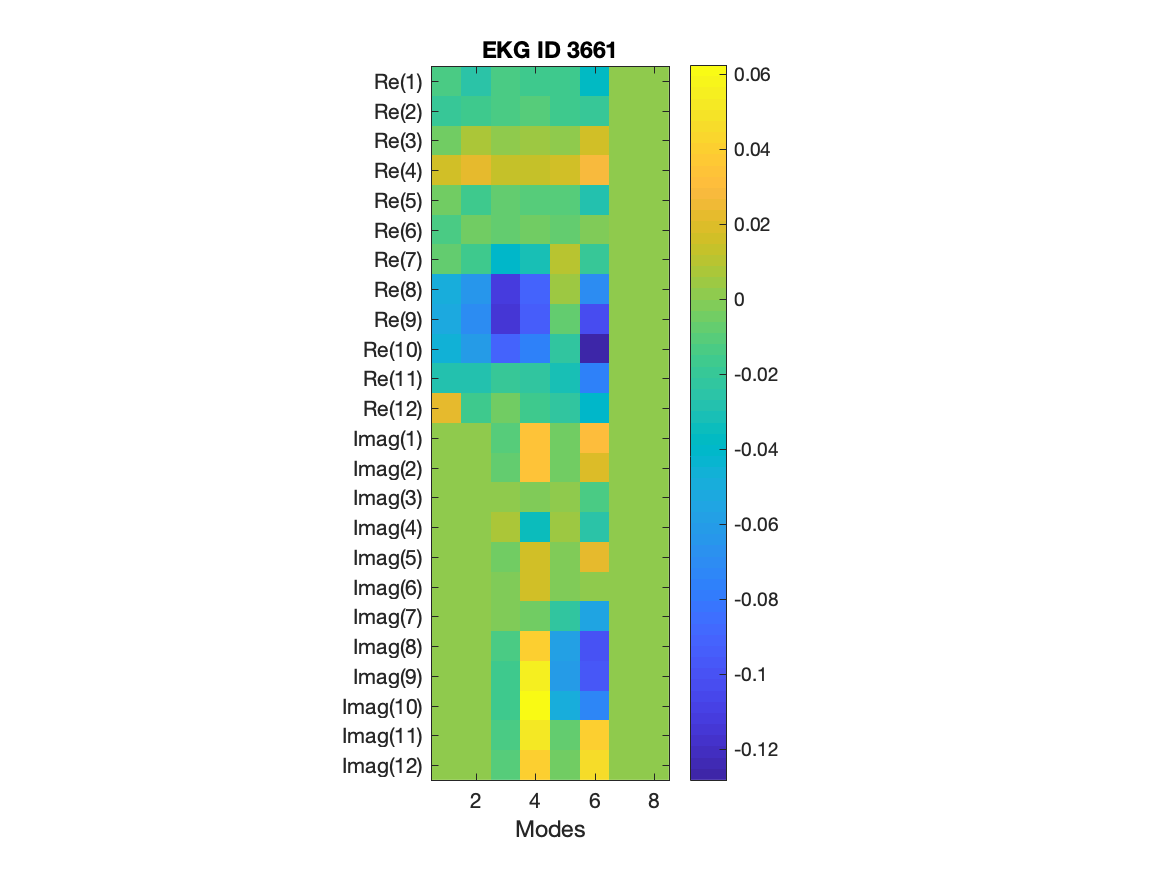 EKG ID 3661
Re(1)
Re(2)
Re(3)
Re(4)
Re(5)
Re(6)
Re(7)
Re(8)
Re(9)
Re(10)
Re(11)
Re(12)
Imag(1)
Imag(2)
Imag(3)
Imag(4)
Imag(5)
Imag(6)
Imag(7)
Imag(8)
Imag(9)
Imag(10)
Imag(11)
Imag(12)
2 4 6 8
Modes
0.06
0.04
0.02
0
-0.02
-0.04
-0.06
-0.08
-0.1
-0.12